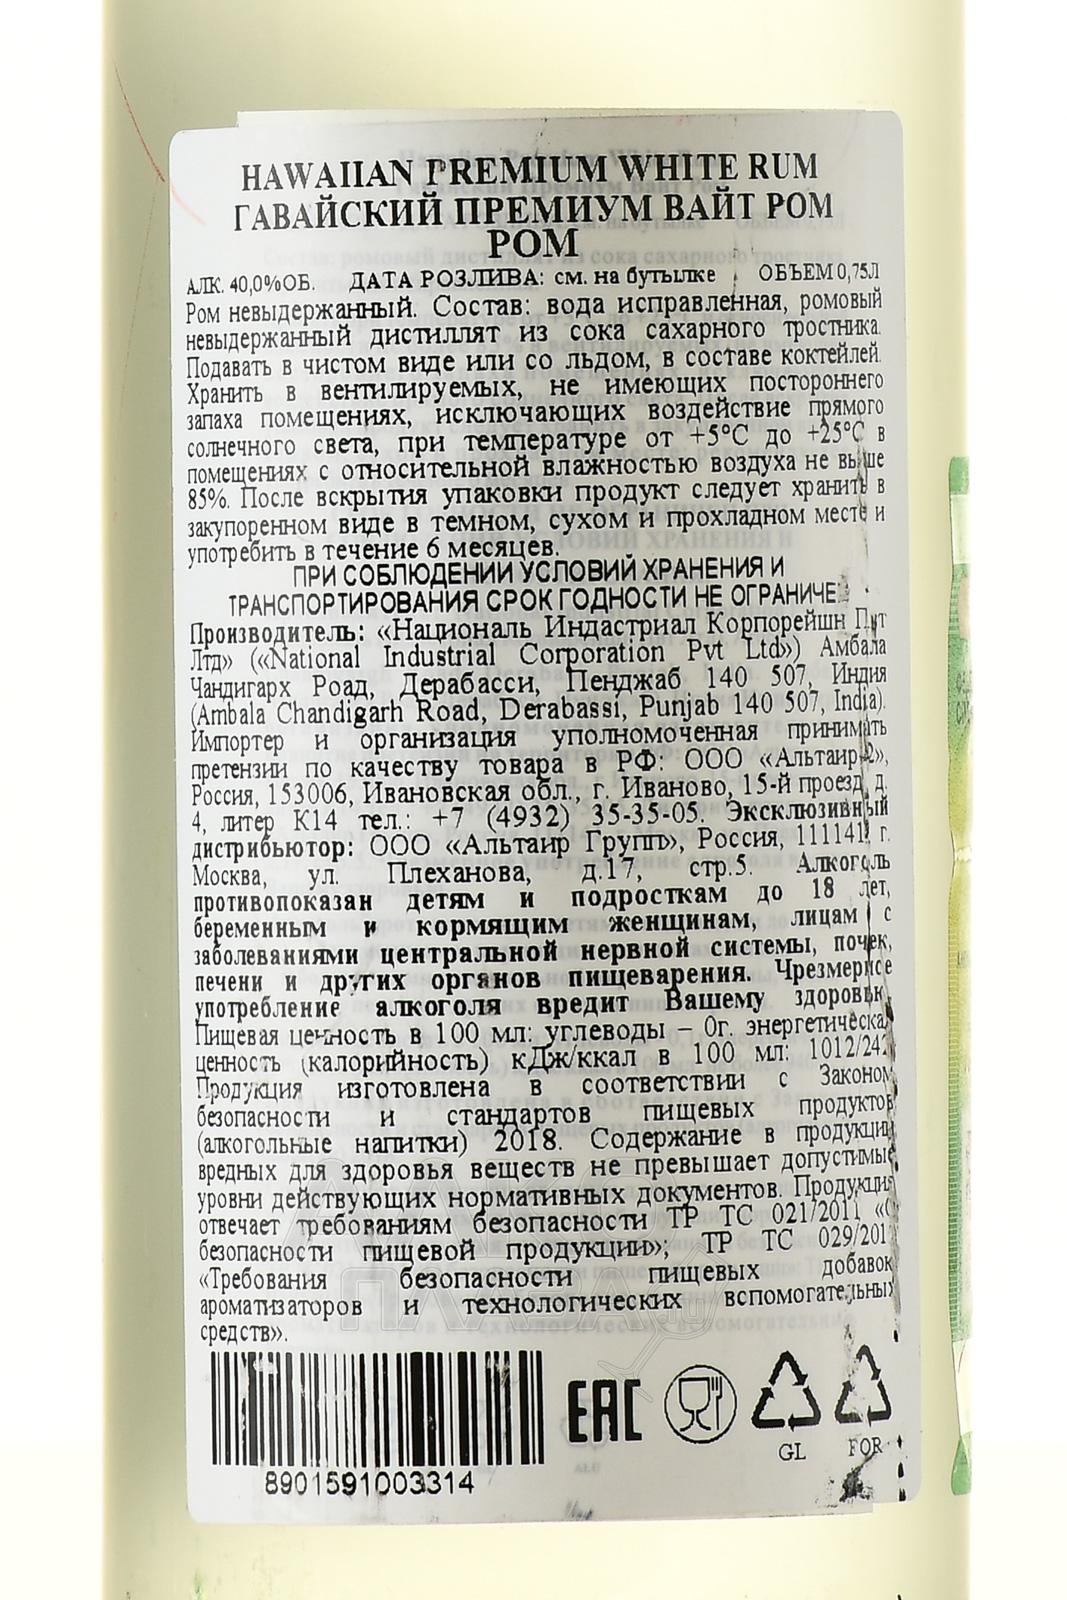 HAWAIIAN PREMIUM WHITE RUM
ГАВАЙСКИЙ ПРЕМИУМ ВАЙТ РОМ
РОМ
АЛК. 40,0%ОБ. ДАТА РОЗЛИВА: см. на бутылке ОБЪЕМ 0,75Л
Ром невыдержанный. Состав: вода исправленная, ромовый
невыдержанный дистиллят из сока сахарного тростника.
Подавать в чистом виде или со льдом, в составе коктейлей.
Хранить в вентилируемых, не имеющих постороннего
запаха помещениях, исключающих воздействие прямого
солнечного света, при температуре от +5°С до +25°С в
помещениях с относительной влажностью воздуха не выше
85%. После вскрытия упаковки продукт следует хранить в
закупоренном виде в темном, сухом и прохладном месте и
употребить в течение 6 месяцев.
ПРИ СОБЛЮДЕНИИ УСЛОВИЙ ХРАНЕНИЯ И
ТРАНСПОРТИРОВАНИЯ СРОК ГОДНОСТИ НЕ ОГРАНИЧЕ
Производитель: «Националь Индастриал Корпорейшн Пвт
Лтд» («National Industrial Corporation Pvt Ltd») Амбала
Чандигарх Роад, Дерабасси, Пенджаб 140 507, Индия
(Ambala Chandigarh Road, Derabassi, Punjab 140 507, India).
Импортер и организация уполномоченная принимать
претензии по качеству товара в РФ: ООО «Альтаир-2»,
Россия, 153006, Ивановская обл., г. Иваново, 15-й проезд, д.
4, литер К14 тел.: +7 (4932) 35-35-05. Эксклюзивный
дистрибьютор: ООО «Альтаир Групп», Россия, 111141, г.
Москва, ул. Плеханова, д.17, стр.5. Алкоголь
противопоказан детям и подросткам до 18 лет,
беременным и кормящим женщинам, лицам с
заболеваниями центральной нервной системы, почек,
печени и других органов пищеварения. Чрезмерное
употребление алкоголя вредит Вашему здоровью.
Пищевая ценность в 100 мл: углеводы – 0г. энергетическая
ценность (калорийность) кДж/ккал в 100 мл: 1012/242
Продукция изготовлена в соответствии с Законом
безопасности и стандартов пищевых продуктов
(алкогольные напитки) 2018. Содержание в продукции
вредных для здоровья веществ не превышает допустимые
уровни действующих нормативных документов. Продукция
отвечает требованиям безопасности ТР ТС 021/2011 «О
безопасности пищевой продукции»; ТР ТС 029/201
«Требования безопасности пищевых добавок
ароматизаторов и технологических вспомогательных
средств».
EAC
GL FOR
8901591003314
АЛКО
ПЛАЗА.ru